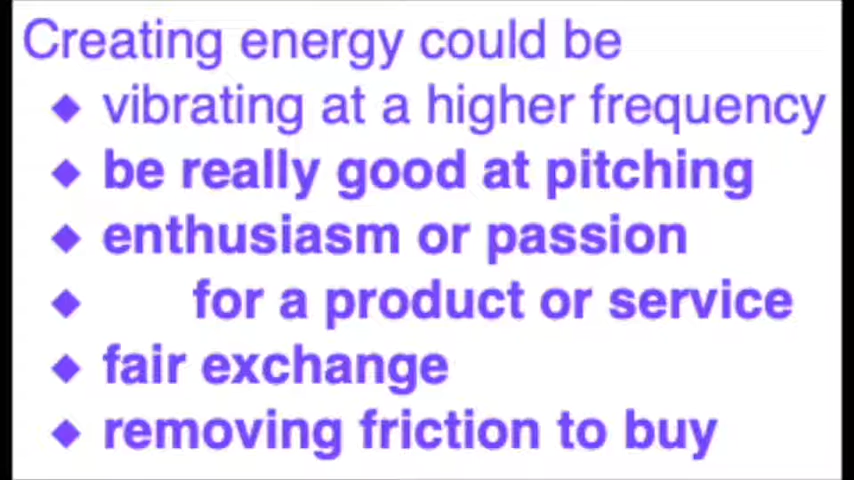 Creating energy could be
◆ vibrating at a higher frequency
◆ be really good at pitching
◆ enthusiasm or passion
◆ for a product or service
◆ fair exchange
◆ removing friction to buy